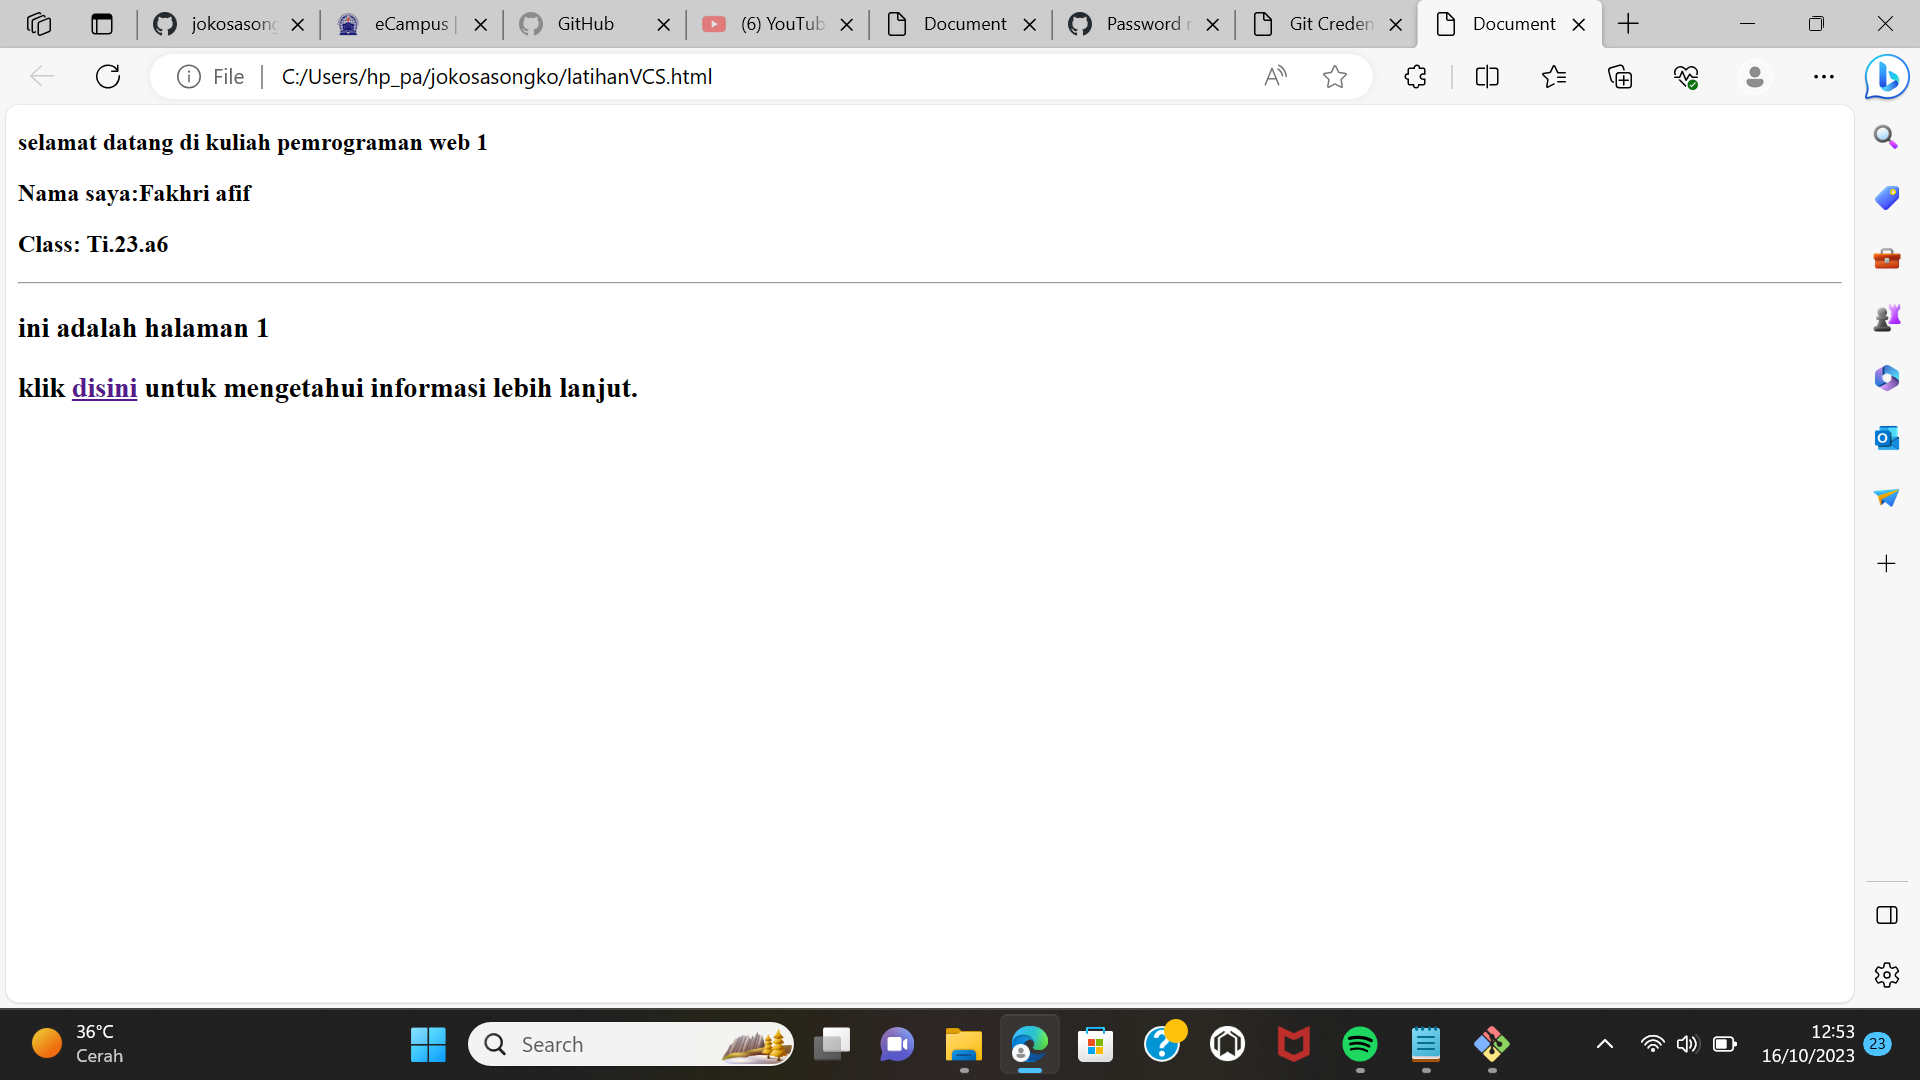 jokosasong
eCampus |
GitHub
(6) YouTub
Document
Password r
Git Creden
Document
File
C:/Users/hp_pa/jokosasongko/latihanVCS.html
selamat datang di kuliah pemrograman web 1
Nama saya:Fakhri afif
Class: Ti.23.a6
ini adalah halaman 1
klik disini untuk mengetahui informasi lebih lanjut.
36°C
Cerah
Search
12:53
16/10/2023
23